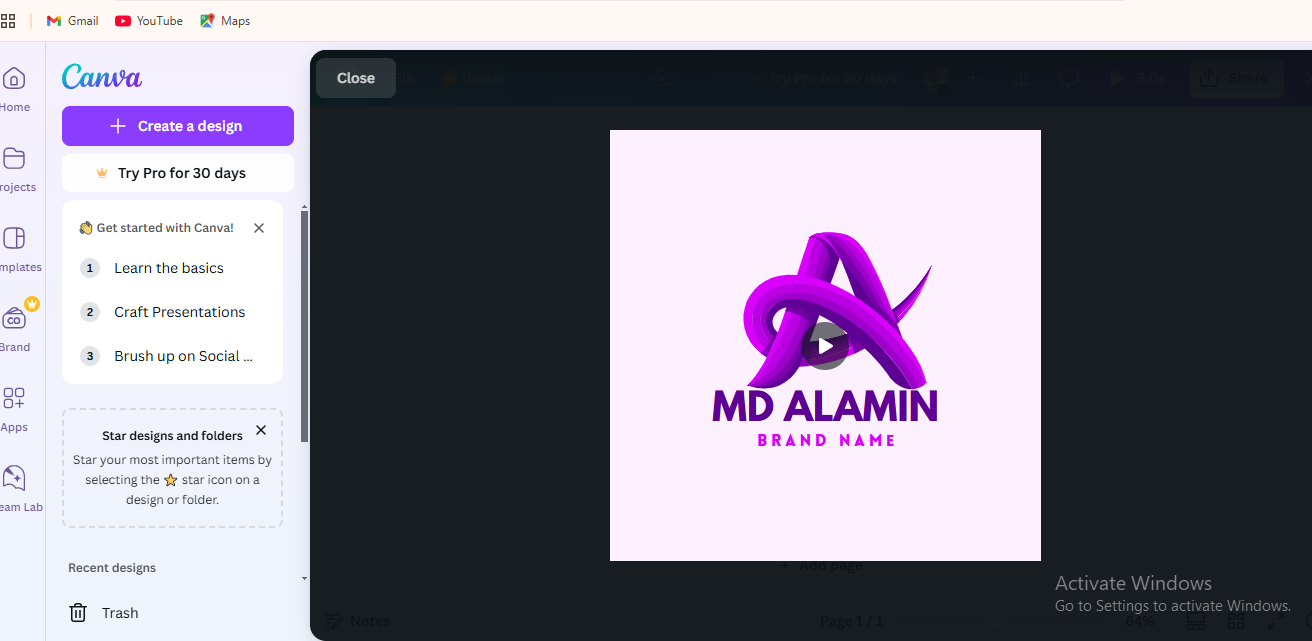 Gmail
YouTube
Maps
Canva
Home
Create a design
Try Pro for 30 days
rojects
Get started with Canva!
1 Learn the basics
2 Craft Presentations
3 Brush up on Social ...
mplates
Brand
Apps
eam Lab
Star designs and folders
Star your most important items by
selecting the star icon on a
design or folder.
Recent designs
Trash
Close
Resize
Try Pro for 30 days
5.0s
Share
MD ALAMIN
BRAND NAME
+ Add page
Notes
Page 1 / 1
64%
Activate Windows
Go to Settings to activate Windows.